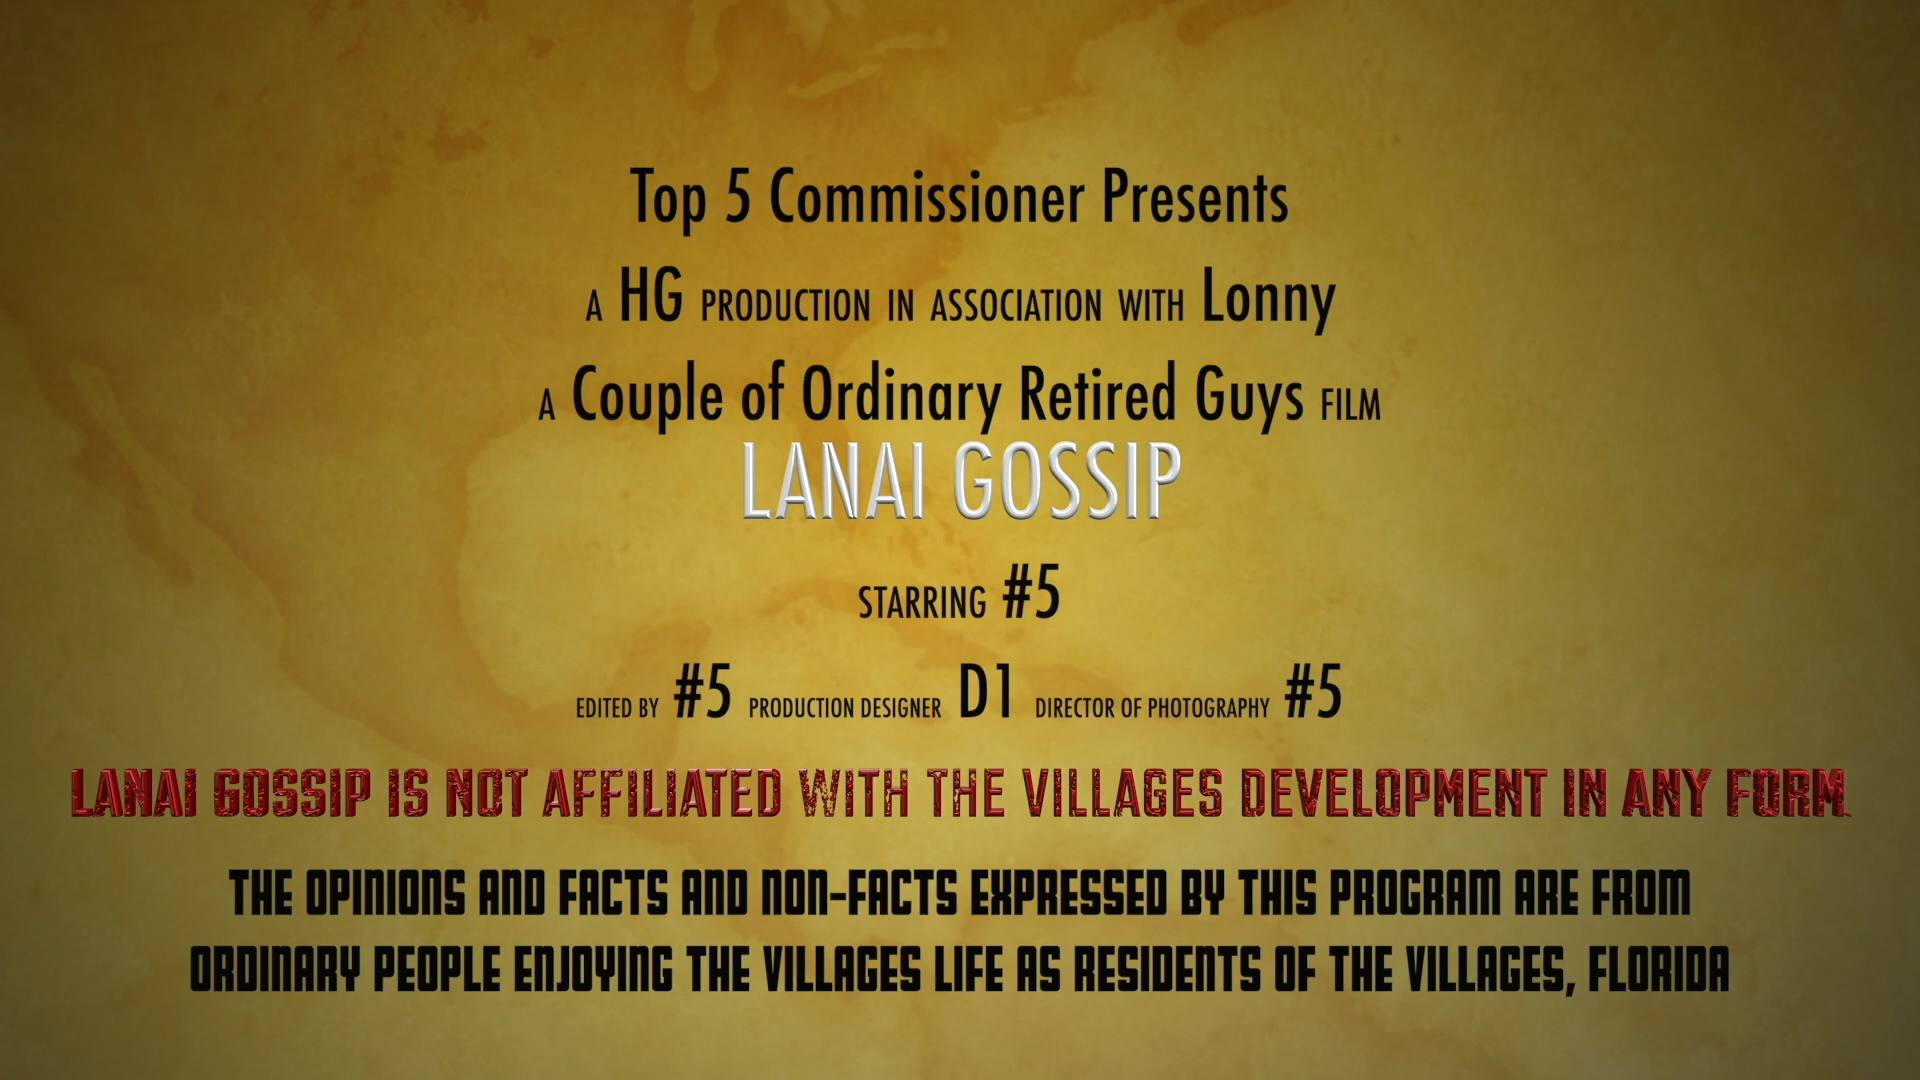 Top 5 Commissioner Presents
A HG PRODUCTION IN ASSOCIATION WITH Lonny
A Couple of Ordinary Retired Guys FILM
LANAI GOSSIP
STARRING #5
EDITED BY #5 PRODUCTION DESIGNER D1 DIRECTOR OF PHOTOGRAPHY #5
LANAI GOSSIP IS NOT AFFILIATED WITH THE VILLAGES DEVELOPMENT IN ANY FORM
THE OPINIONS AND FACTS AND NON-FACTS EXPRESSED BY THIS PROGRAM ARE FROM
ORDINARY PEOPLE ENJOYING THE VILLAGES LIFE AS RESIDENTS OF THE VILLAGES, FLORIDA